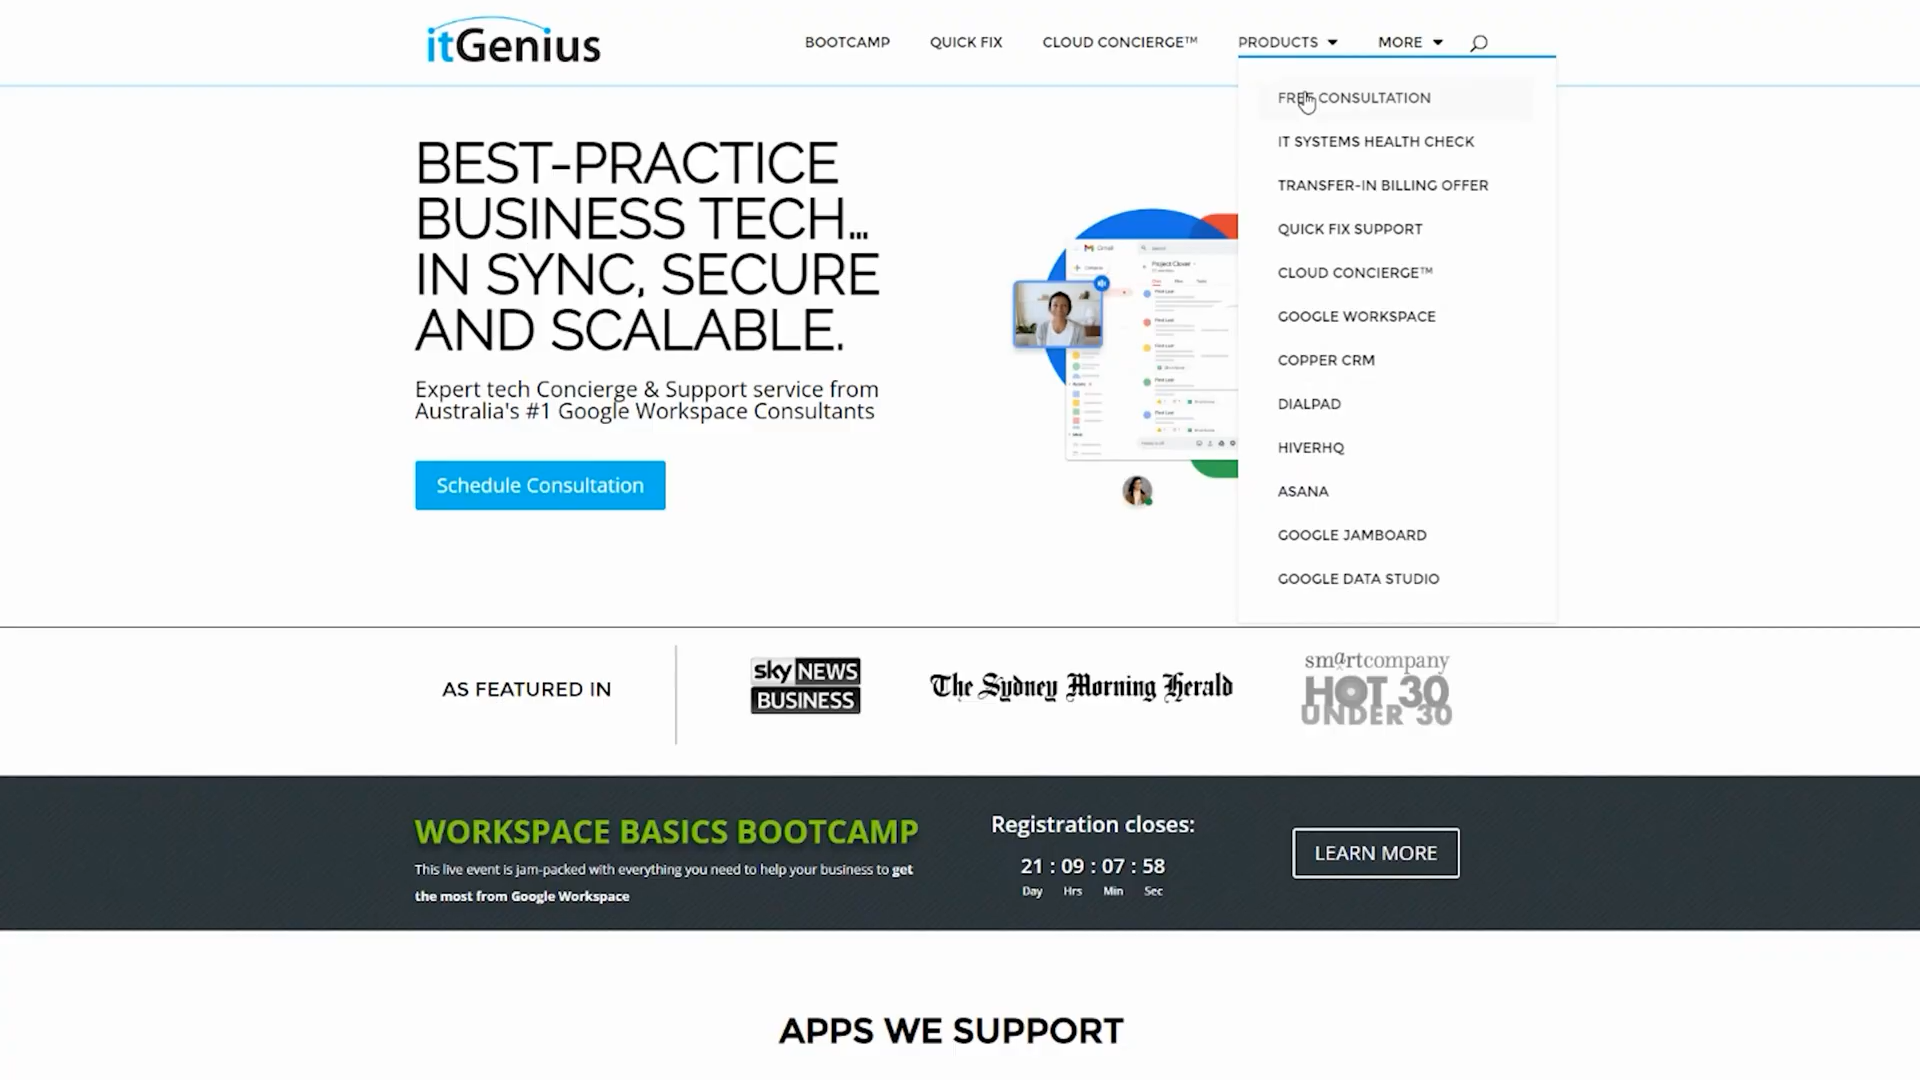 itGenius
BOOTCAMP
QUICK FIX
CLOUD CONCIERGE™
PRODUCTS
MORE
FREE CONSULTATION
IT SYSTEMS HEALTH CHECK
TRANSFER-IN BILLING OFFER
QUICK FIX SUPPORT
CLOUD CONCIERGE™
GOOGLE WORKSPACE
COPPER CRM
DIALPAD
HIVERHQ
ASANA
GOOGLE JAMBOARD
GOOGLE DATA STUDIO
BEST-PRACTICE
BUSINESS TECH...
IN SYNC, SECURE
AND SCALABLE.
Expert tech Concierge & Support service from
Australia's #1 Google Workspace Consultants
Schedule Consultation
Gmail
Project Clover
AS FEATURED IN
sky NEWS
BUSINESS
The Sydney Morning Herald
smartcompany
HOT 30
UNDER 30
WORKSPACE BASICS BOOTCAMP
This live event is jam-packed with everything you need to help your business to get
the most from Google Workspace
Registration closes:
21 : 09 : 07 : 58
Day Hrs Min Sec
LEARN MORE
APPS WE SUPPORT